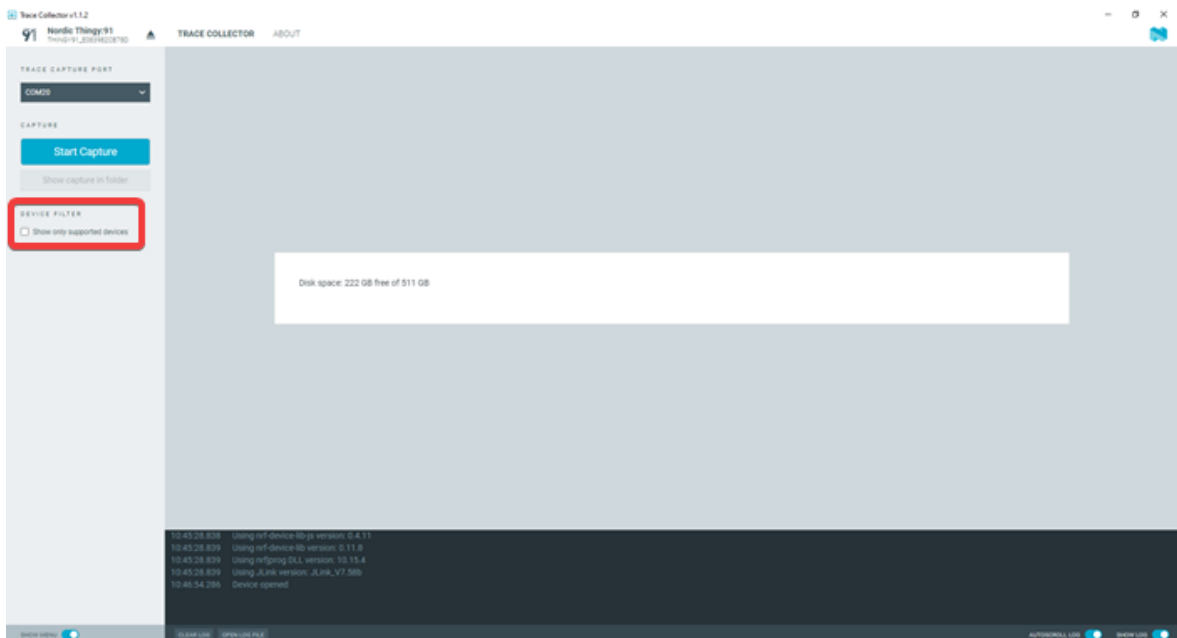 Trace Collector v1.1.2
91 Nordic Thingy:91
TRACE COLLECTOR ABOUT
TRACE CAPTURE PORT
COM20
CAPTURE
Start Capture
Show capture in folder
DEVICE FILTER
Show only supported devices
Disk space: 222 GB free of 511 GB
10:45:28.838 Using nrf-device-lib-js version: 0.4.11
10:45:28.839 Using nrf-device-lib version: 0.11.8
10:45:28.839 Using nrfjprog DLL version: 10.15.4
10:45:28.839 Using JLink version: JLink_V7.58b
10:46:54.286 Device opened
SHOW MENU CLEAR LOG OPEN LOG FILE AUTOSCROLL LOG SHOW LOG